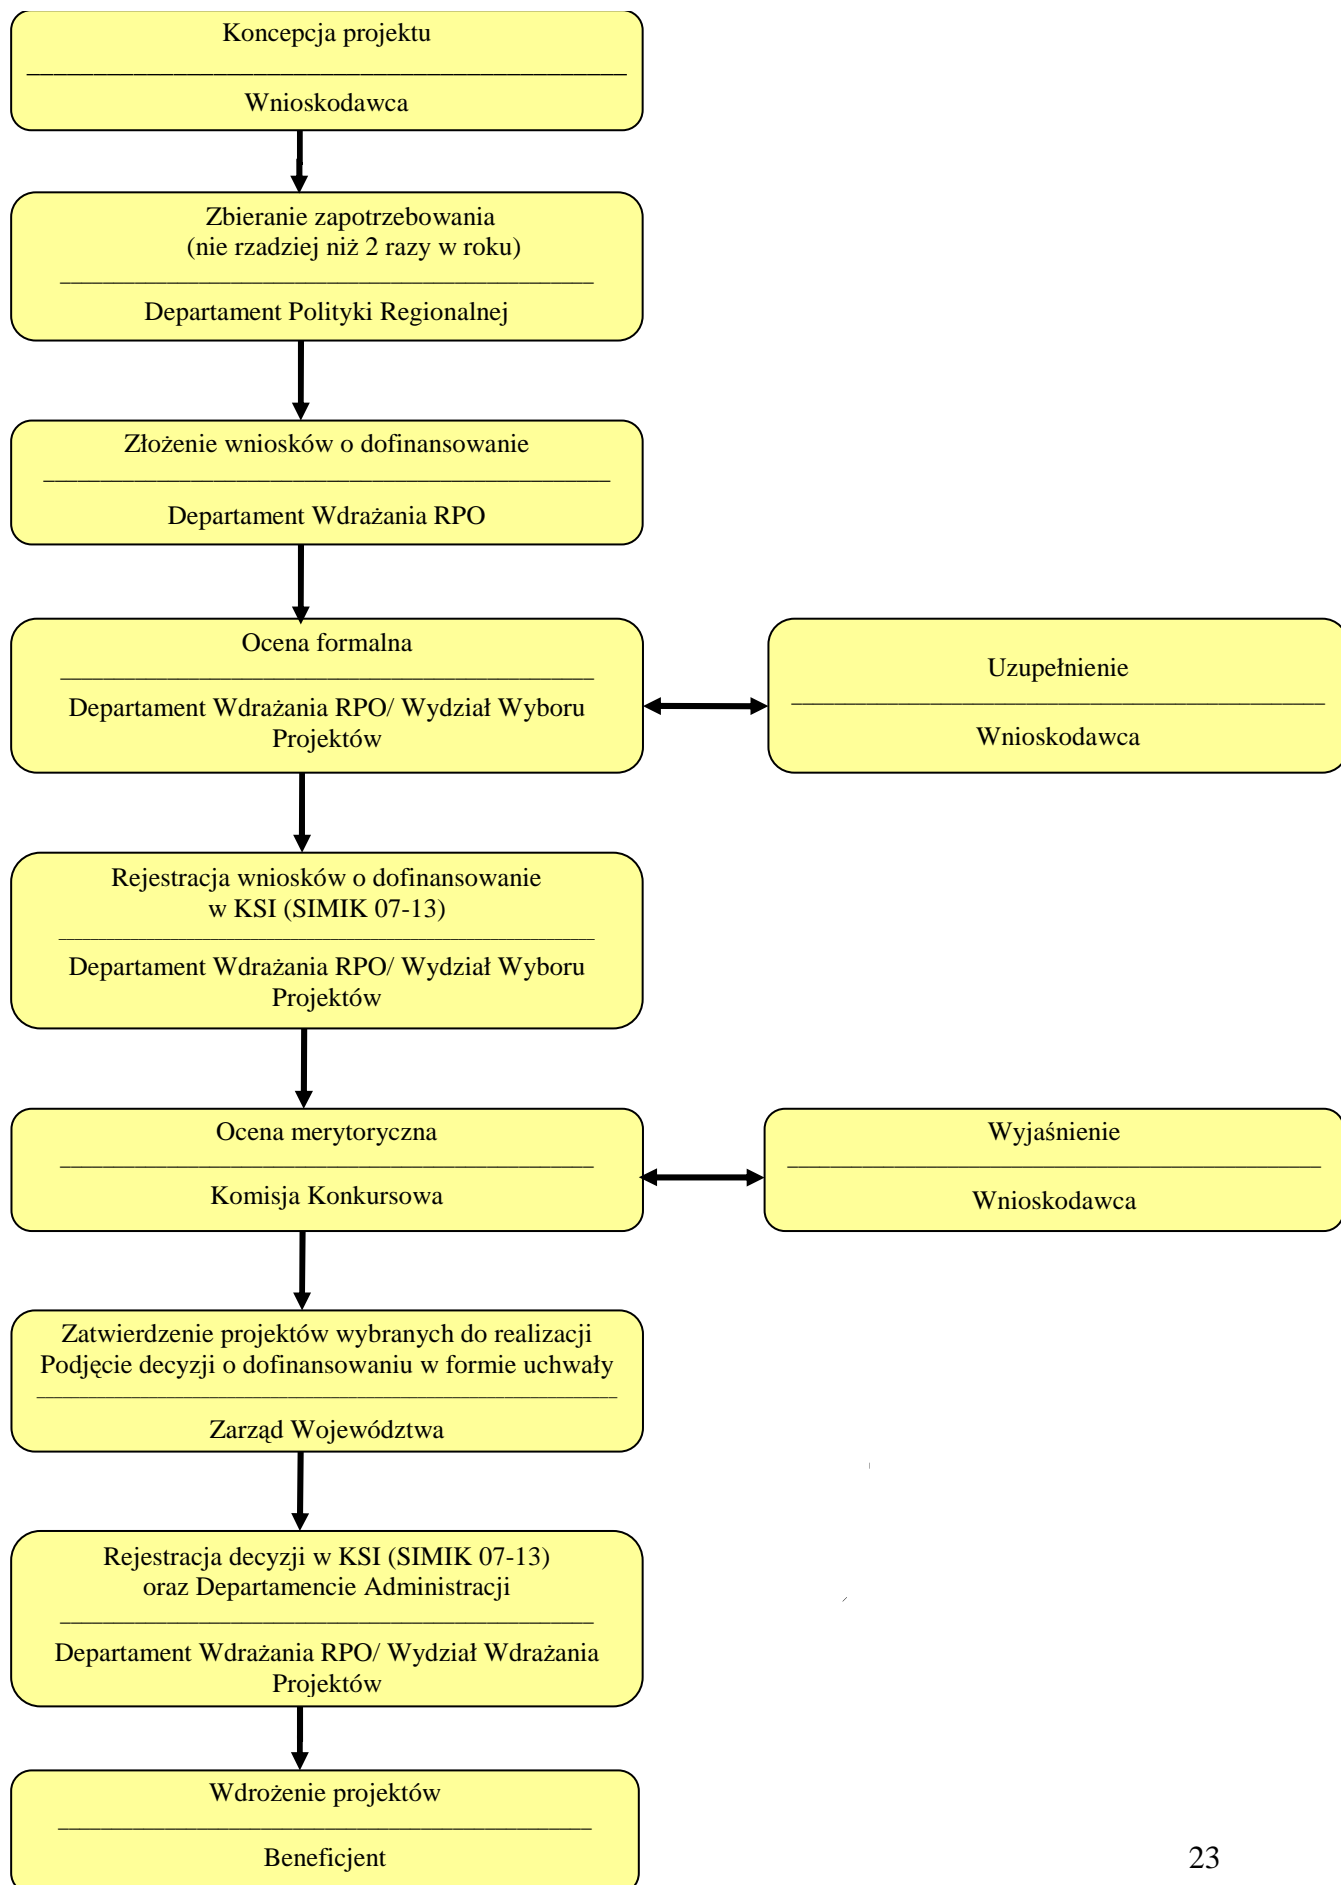 Koncepcja projektu
Wnioskodawca
Zbieranie zapotrzebowania
(nie rzadziej niż 2 razy w roku)
Departament Polityki Regionalnej
Złożenie wniosków o dofinansowanie
Departament Wdrażania RPO
Ocena formalna
Departament Wdrażania RPO/ Wydział Wyboru
Projektów
Uzupełnienie
Wnioskodawca
Rejestracja wniosków o dofinansowanie
w KSI (SIMIK 07-13)
Departament Wdrażania RPO/ Wydział Wyboru
Projektów
Ocena merytoryczna
Komisja Konkursowa
Wyjaśnienie
Wnioskodawca
Zatwierdzenie projektów wybranych do realizacji
Podjęcie decyzji o dofinansowaniu w formie uchwały
Zarząd Województwa
Rejestracja decyzji w KSI (SIMIK 07-13)
oraz Departamencie Administracji
Departament Wdrażania RPO/ Wydział Wdrażania
Projektów
Wdrożenie projektów
Beneficjent
23